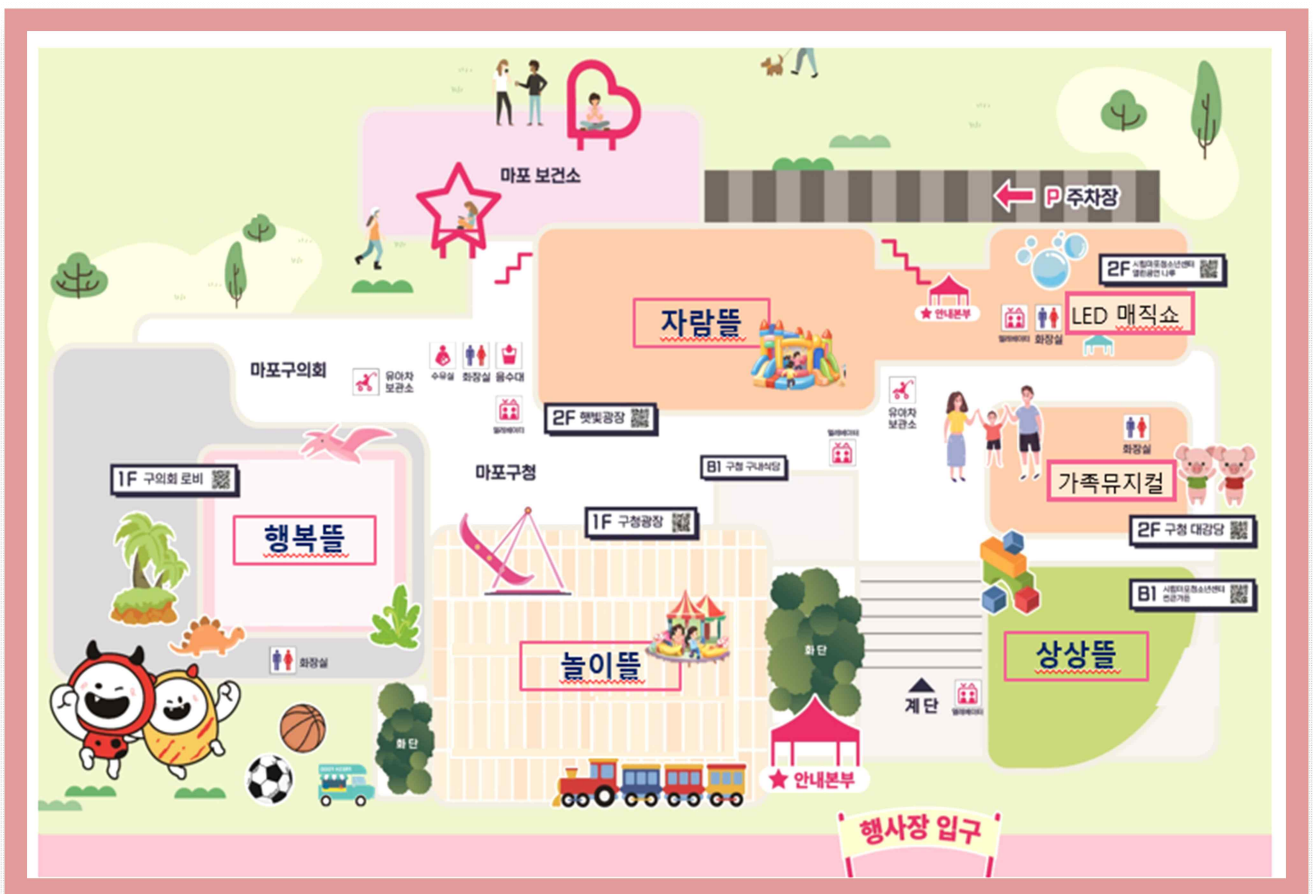 마포 보건소
P 주차장
2F 시립마포청소년센터
열린공연 나루
자람뜰
★ 안내본부
LED 매직쇼
엘리베이터
화장실
마포구의회
유아차
보관소
수유실
화장실
음수대
엘리베이터
2F 햇빛광장
유아차
보관소
엘리베이터
화장실
가족뮤지컬
마포구청
B1 구청 구내식당
1F 구의회 로비
1F 구청광장
2F 구청 대강당
행복뜰
B1 시립마포청소년센터
놀이뜰
화단
상상뜰
화장실
계단
엘리베이터
화단
★ 안내본부
행사장 입구